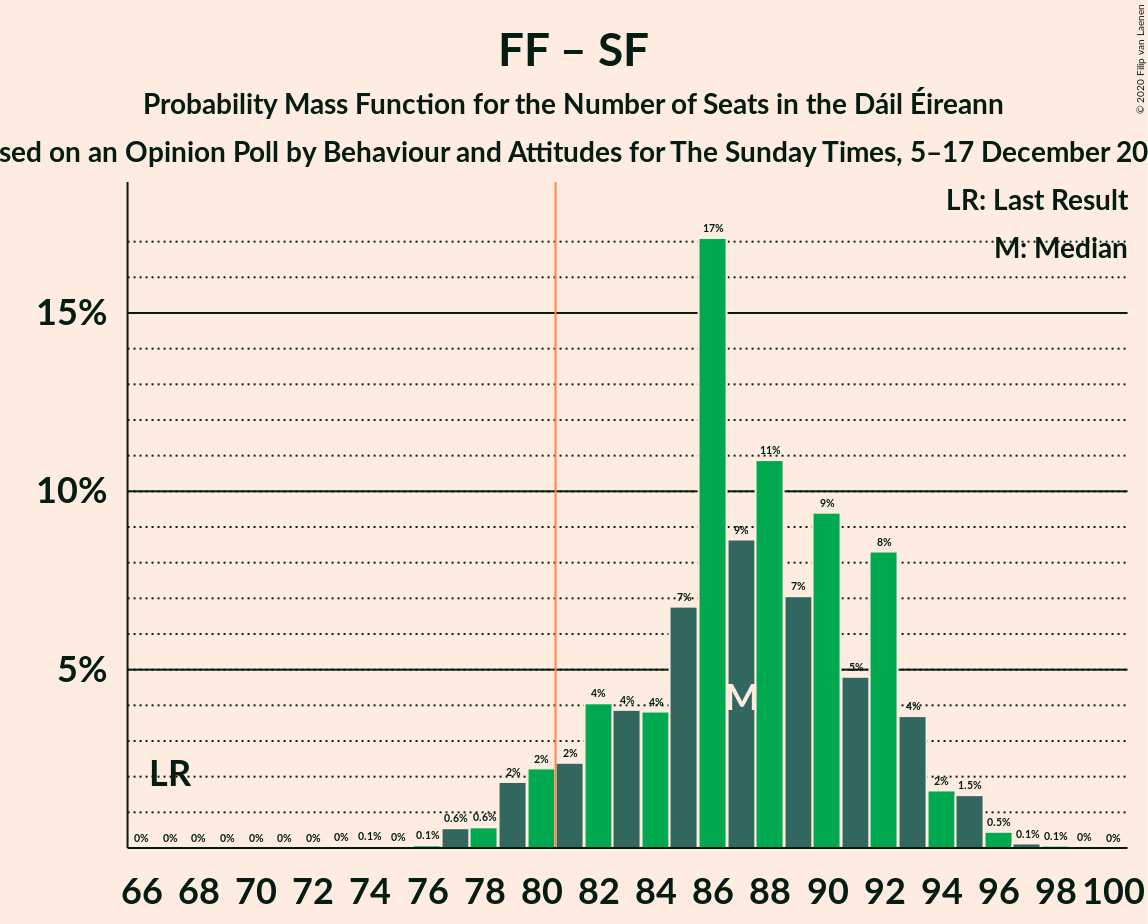 FF – SF
Probability Mass Function for the Number of Seats in the Dáil Éireann
sed on an Opinion Poll by Behaviour and Attitudes for The Sunday Times, 5–17 December 20
© 2020 Filip van Laenen
LR: Last Result
M: Median
15%
10%
5%
LR
M
0% 0% 0% 0% 0% 0% 0% 0% 0.1% 0% 0.1% 0.6% 0.6% 2% 2% 2% 4% 4% 4% 7% 17% 9% 11% 7% 9% 5% 8% 4% 2% 1.5% 0.5% 0.1% 0.1% 0% 0%
66 68 70 72 74 76 78 80 82 84 86 88 90 92 94 96 98 100